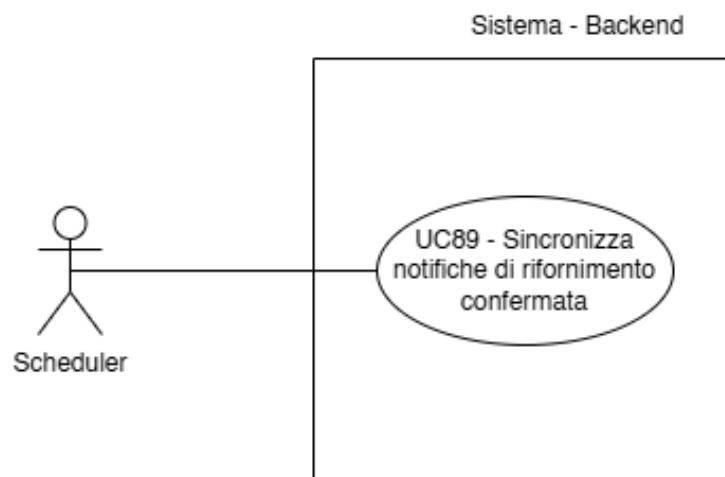 Sistema - Backend
UC89 - Sincronizza
notifiche di rifornimento
confermata
Scheduler